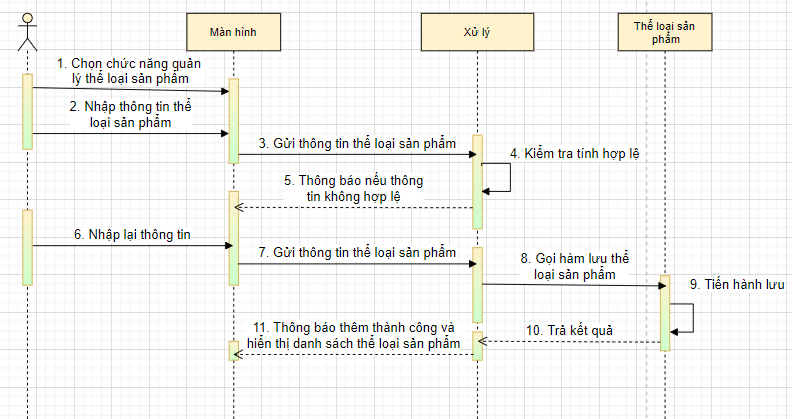 Màn hình
Xử lý
Thể loại sản
phẩm
1. Chọn chức năng quản
lý thể loại sản phẩm
2. Nhập thông tin thể
loại sản phẩm
3. Gửi thông tin thể loại sản phẩm
4. Kiểm tra tính hợp lệ
5. Thông báo nếu thông
tin không hợp lệ
6. Nhập lại thông tin
7. Gửi thông tin thể loại sản phẩm
8. Gọi hàm lưu thể
loại sản phẩm
9. Tiến hành lưu
10. Trả kết quả
11. Thông báo thêm thành công và
hiển thị danh sách thể loại sản phẩm